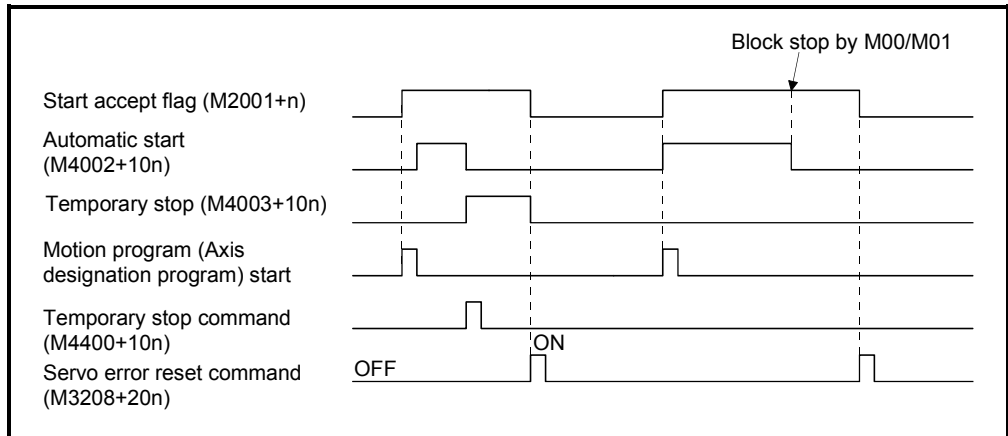 Block stop by M00/M01
Start accept flag (M2001+n)
Automatic start
(M4002+10n)
Temporary stop (M4003+10n)
Motion program (Axis
designation program) start
Temporary stop command
(M4400+10n)
ON
Servo error reset command
(M3208+20n)
OFF